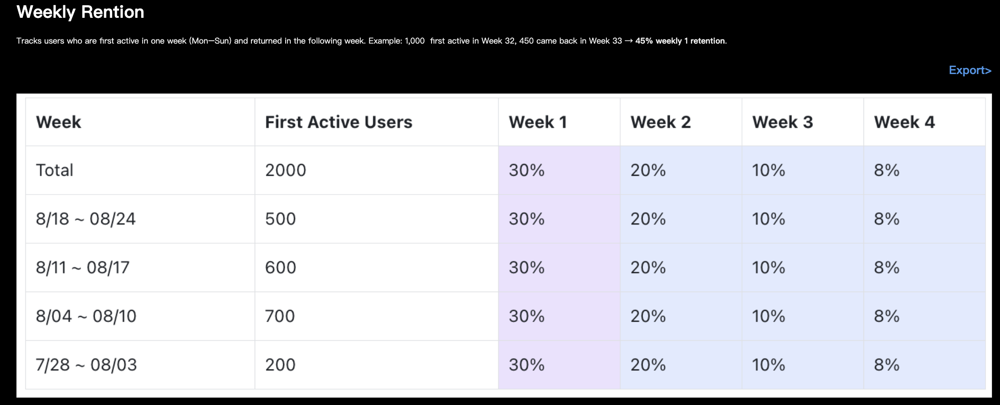 Weekly Rention
Tracks users who are first active in one week (Mon—Sun) and returned in the following week. Example: 1,000 first active in Week 32, 450 came back in Week 33 → 45% weekly 1 retention.
Export>
Week First Active Users Week 1 Week 2 Week 3 Week 4
Total 2000 30% 20% 10% 8%
8/18 ~ 08/24 500 30% 20% 10% 8%
8/11 ~ 08/17 600 30% 20% 10% 8%
8/04 ~ 08/10 700 30% 20% 10% 8%
7/28 ~ 08/03 200 30% 20% 10% 8%